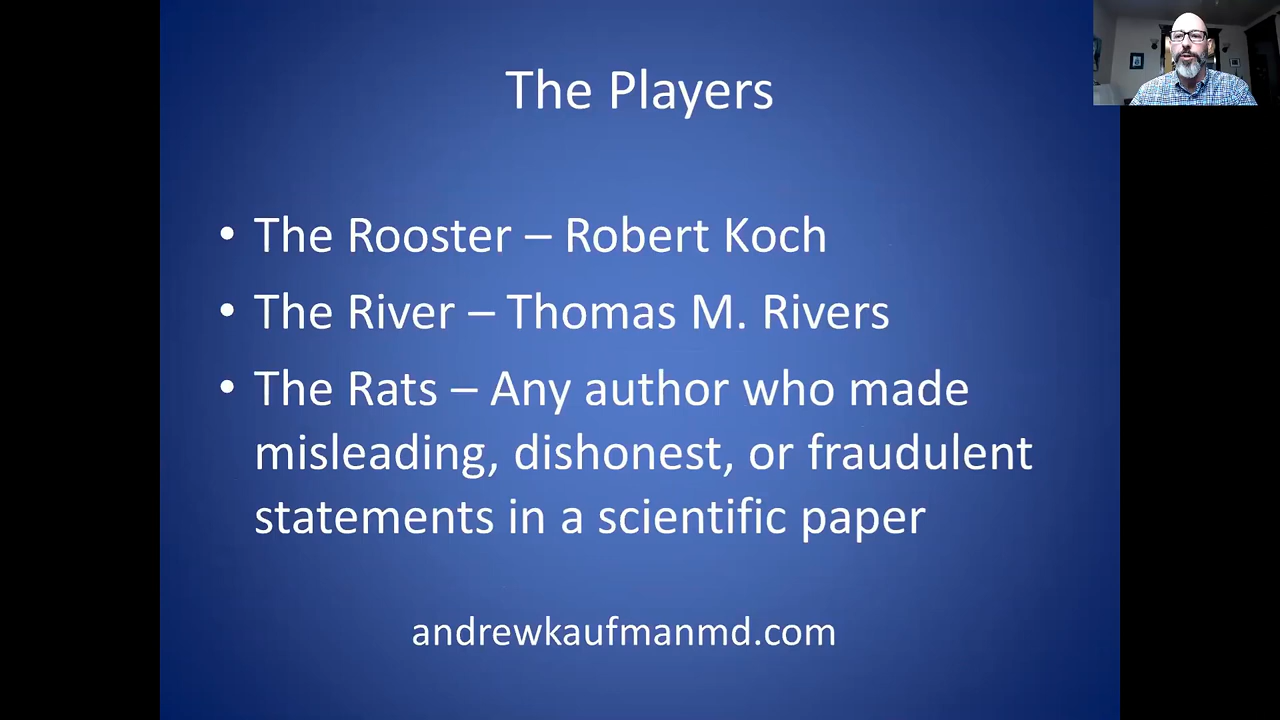 The Players
• The Rooster – Robert Koch
• The River – Thomas M. Rivers
• The Rats – Any author who made
misleading, dishonest, or fraudulent
statements in a scientific paper
andrewkaufmanmd.com